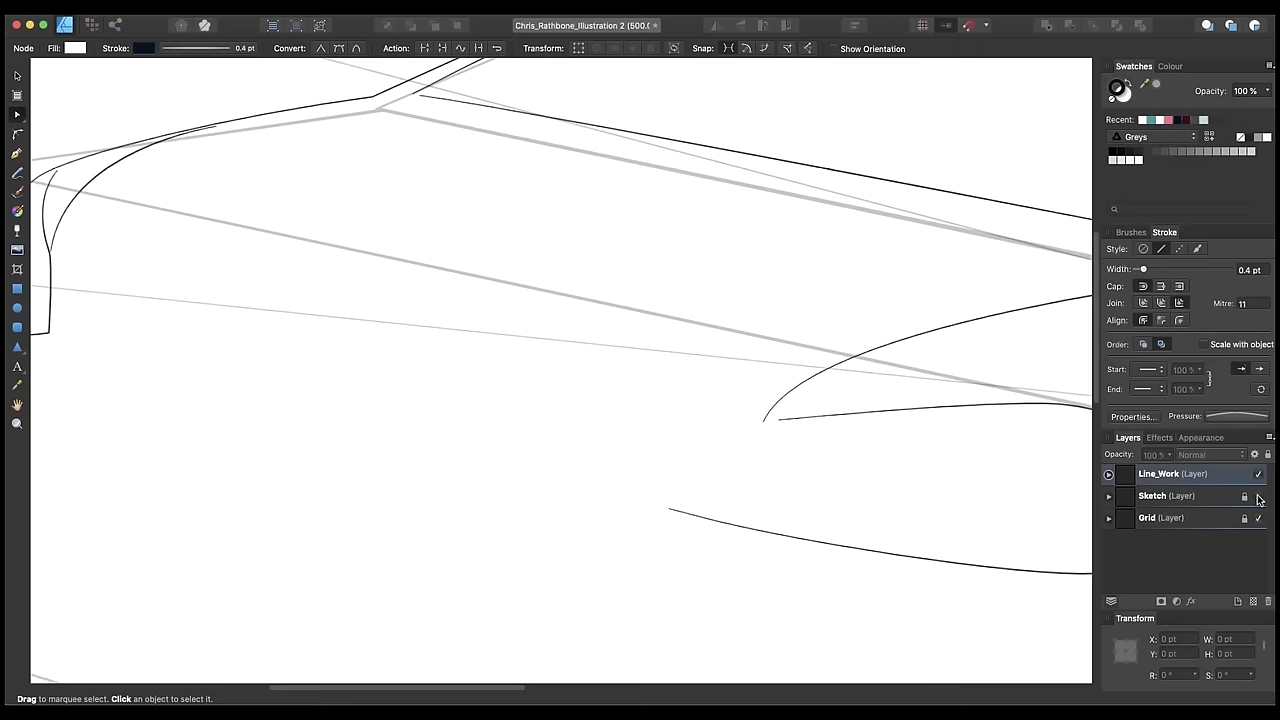 Chris_Rathbone_Illustration 2 (500.0
Node Fill: Stroke: 0.4 pt Convert: Action: Transform: Snap: Show Orientation
Swatches Colour
Opacity: 100 %
Recent:
Greys
Brushes Stroke
Style:
Width: 0.4 pt
Cap:
Join: Mitre: 11
Align:
Order: Scale with object
Start: 100 %
End: 100 %
Properties... Pressure:
Layers Effects Appearance
Opacity: 100 % Normal
Line_Work (Layer)
Sketch (Layer)
Grid (Layer)
Transform
X: 0 pt W: 0 pt
Y: 0 pt H: 0 pt
R: 0 ° S: 0 °
Drag to marquee select. Click an object to select it.